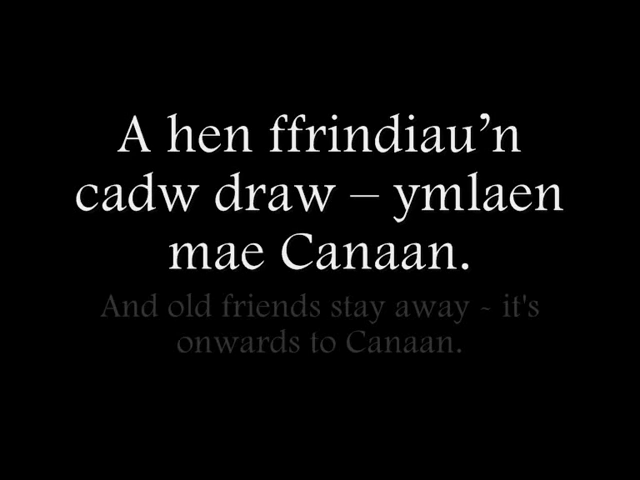 A hen ffrindiau’n
cadw draw – ymlaen
mae Canaan.
And old friends stay away ~ it's
onwards to Canaan.